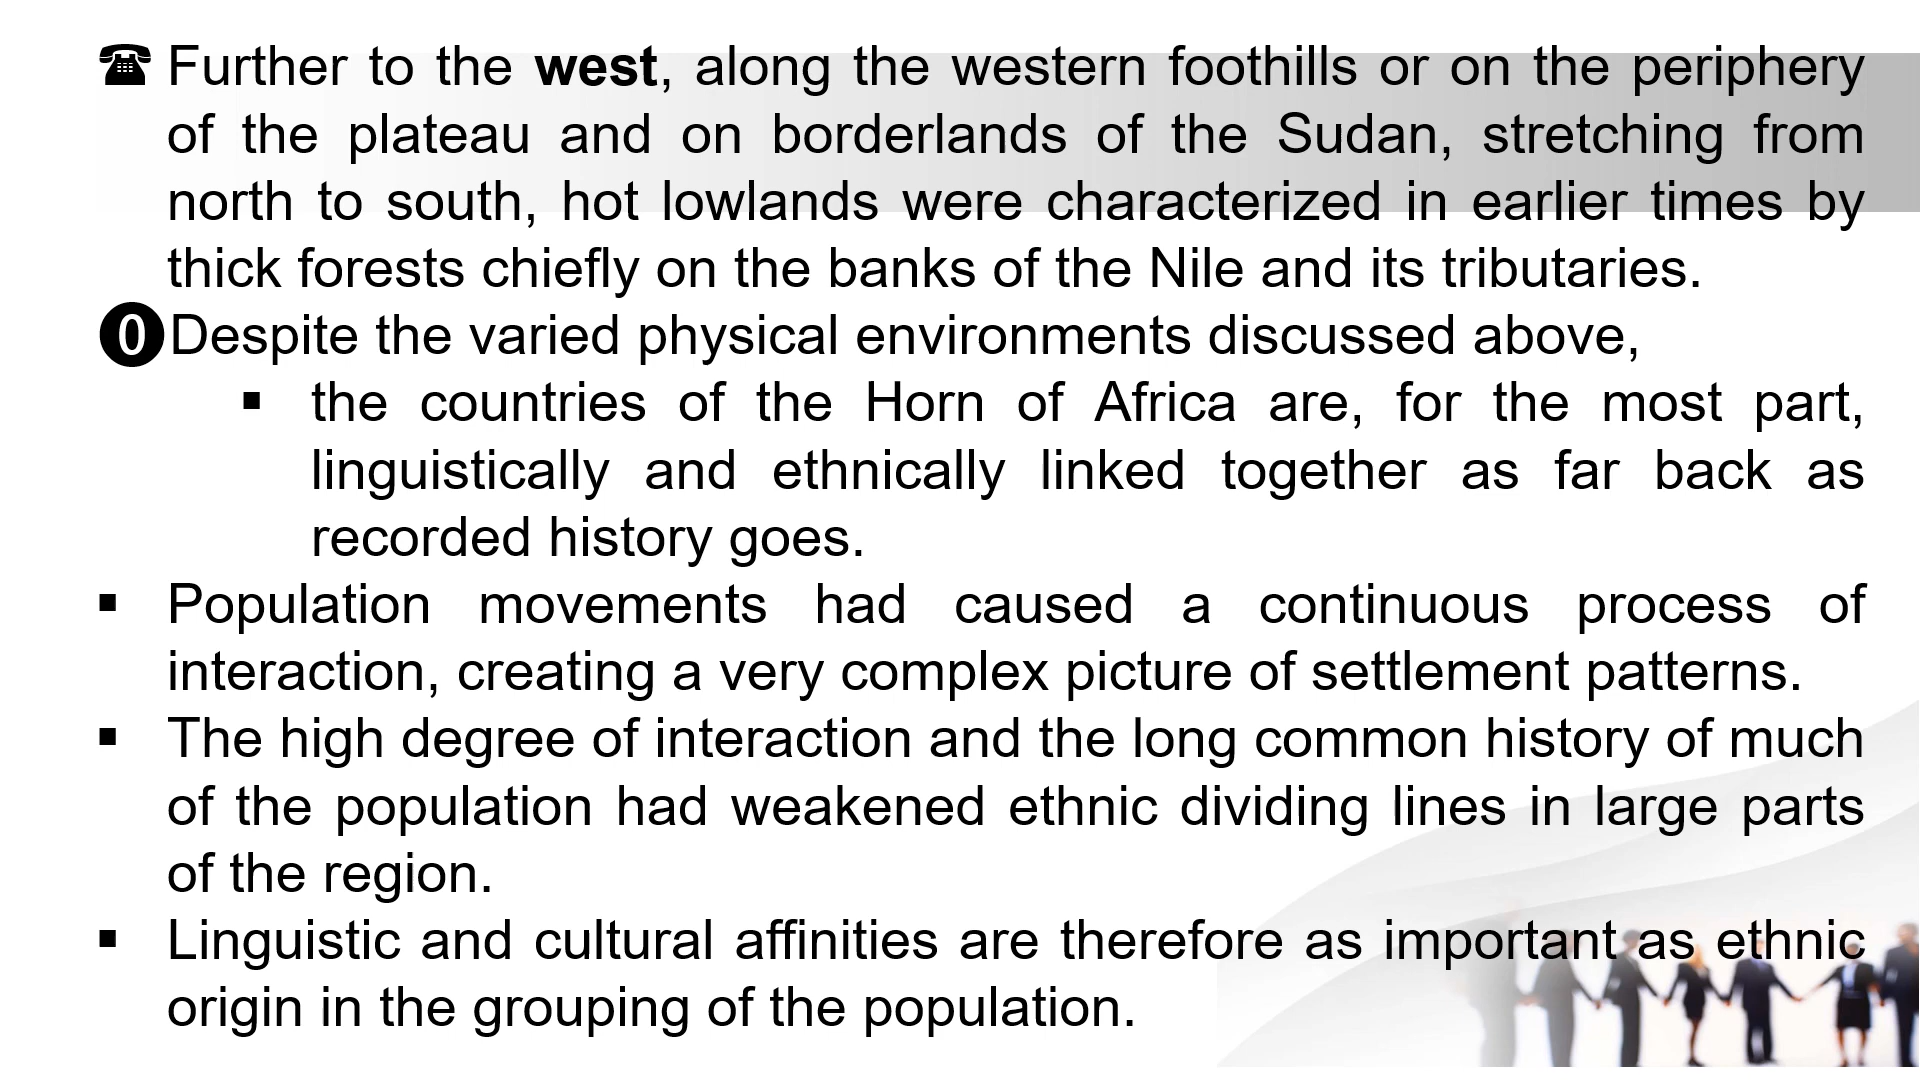 ☎ Further to the west, along the western foothills or on the periphery
of the plateau and on borderlands of the Sudan, stretching from
north to south, hot lowlands were characterized in earlier times by
thick forests chiefly on the banks of the Nile and its tributaries.
⓿ Despite the varied physical environments discussed above,
▪ the countries of the Horn of Africa are, for the most part,
linguistically and ethnically linked together as far back as
recorded history goes.
▪ Population movements had caused a continuous process of
interaction, creating a very complex picture of settlement patterns.
▪ The high degree of interaction and the long common history of much
of the population had weakened ethnic dividing lines in large parts
of the region.
▪ Linguistic and cultural affinities are therefore as important as ethnic
origin in the grouping of the population.